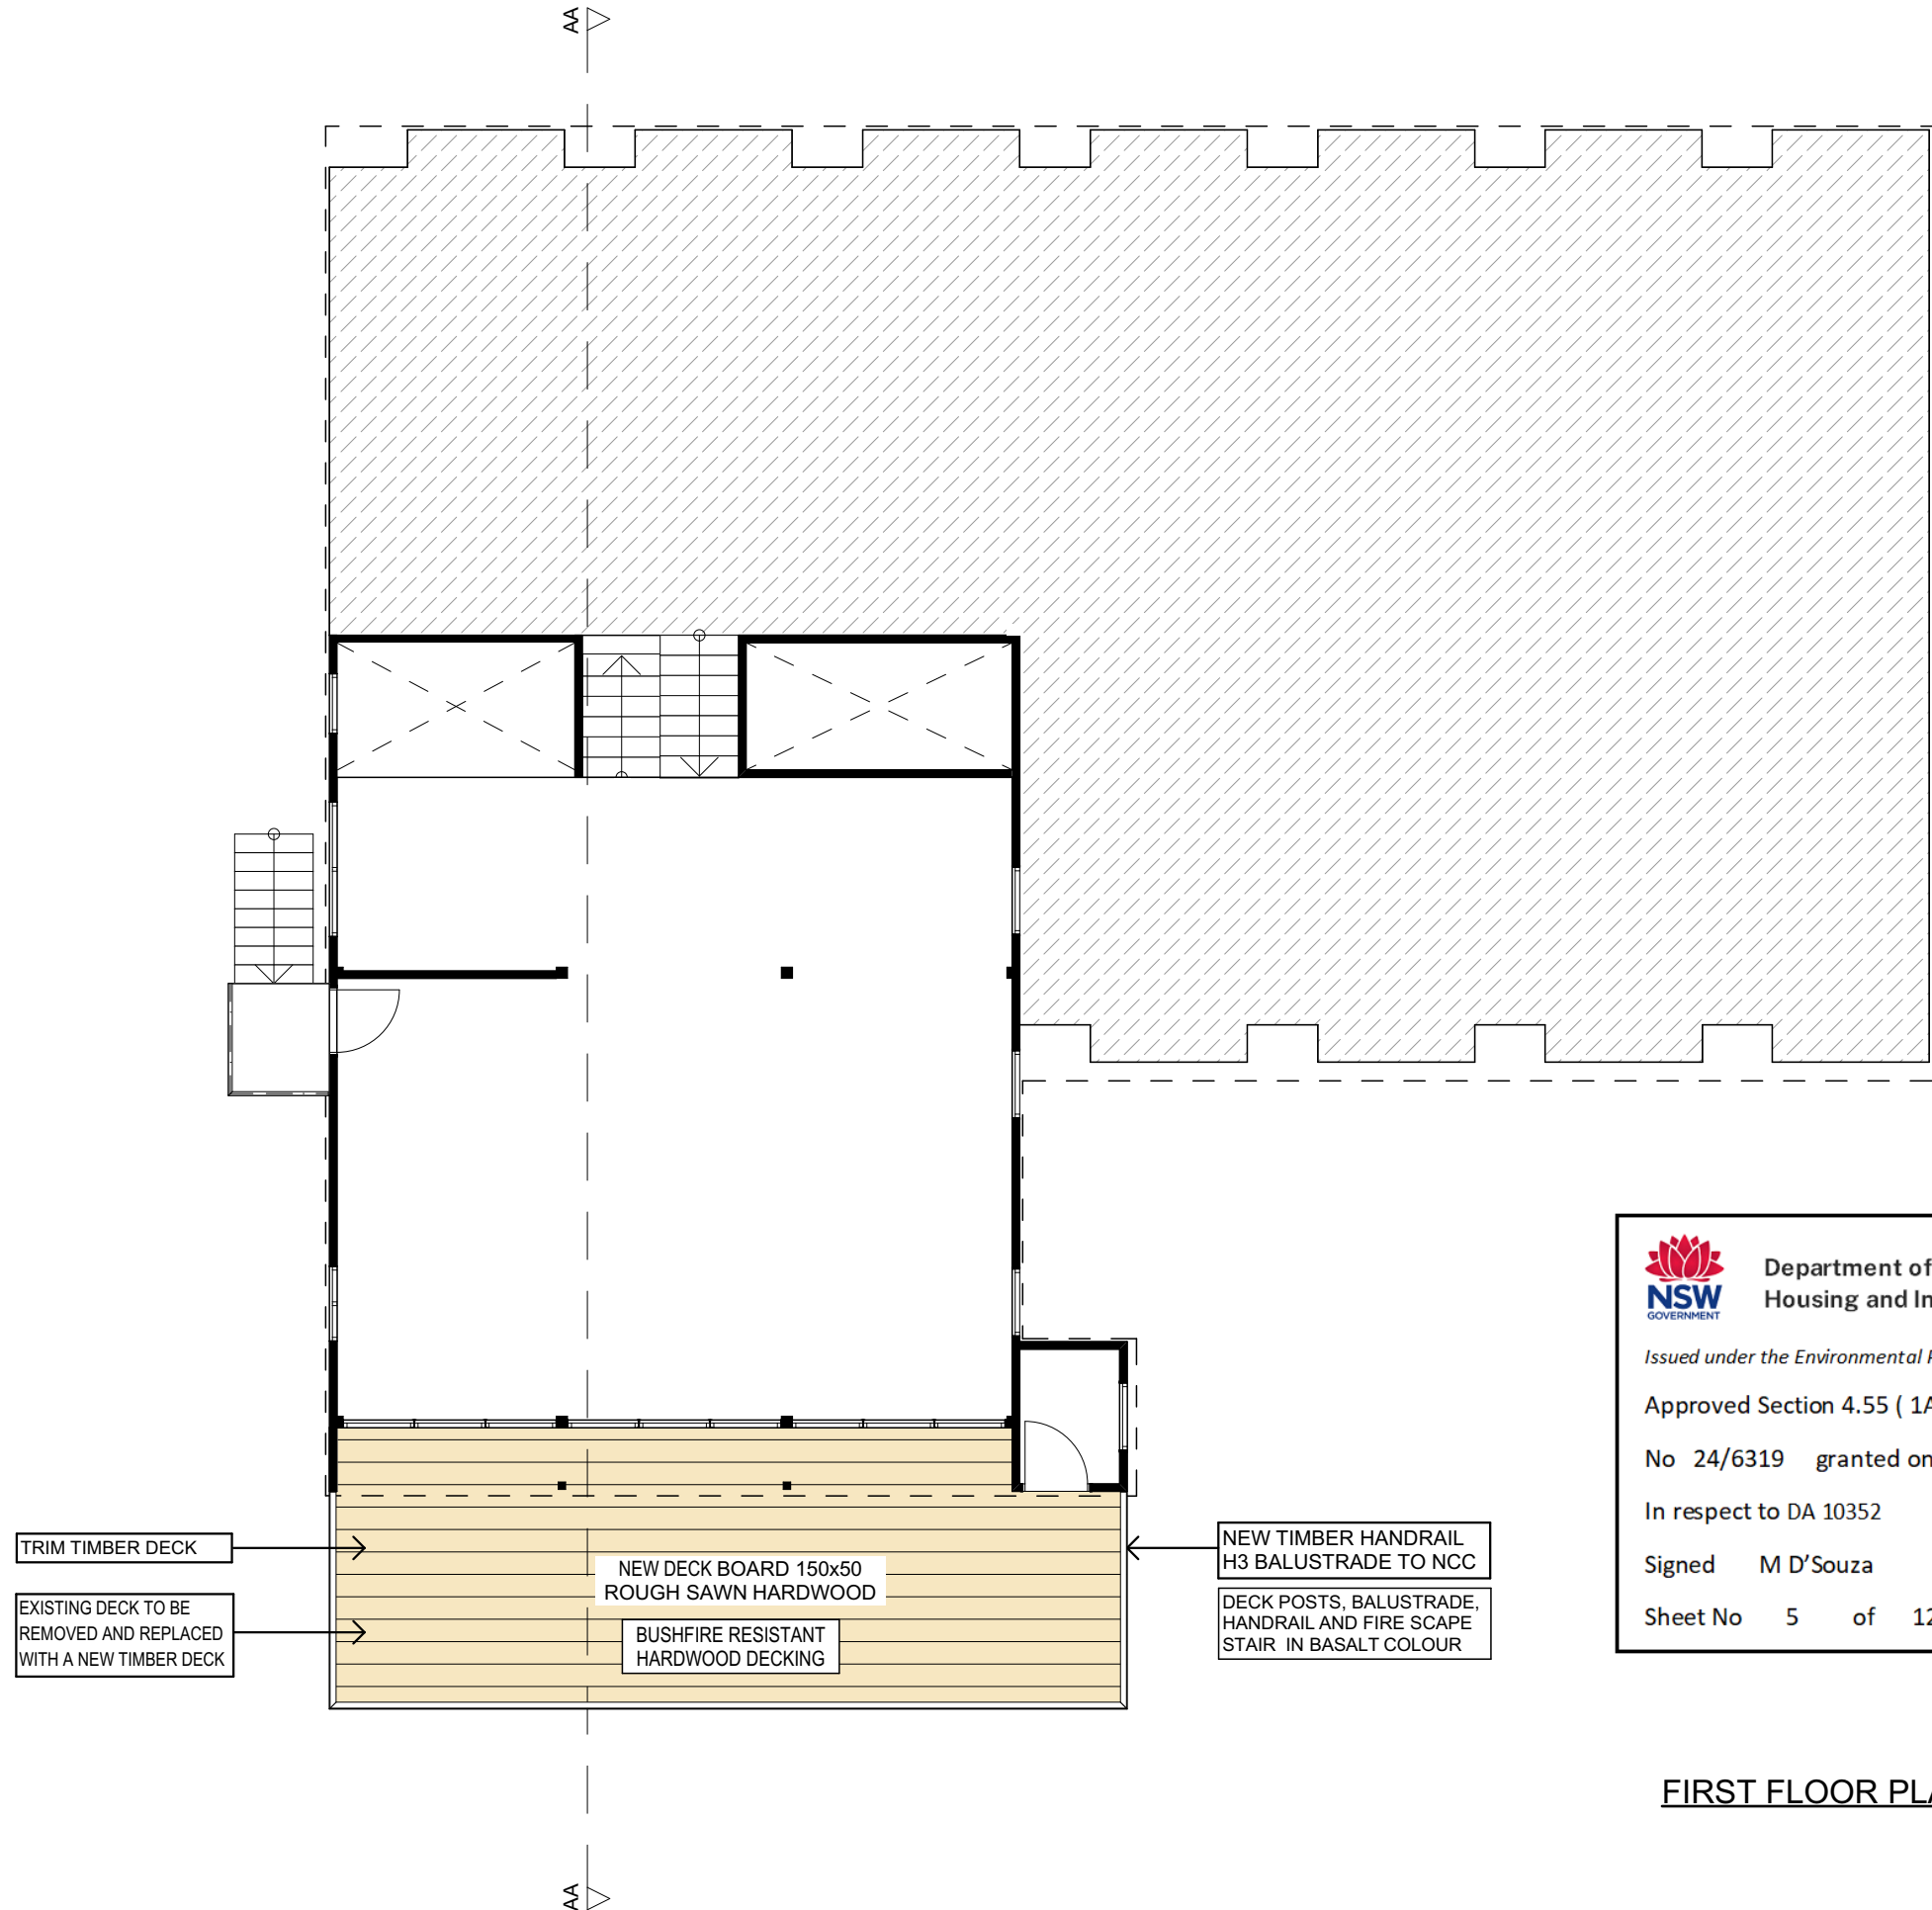 AA
TRIM TIMBER DECK
EXISTING DECK TO BE
REMOVED AND REPLACED
WITH A NEW TIMBER DECK
NEW DECK BOARD 150x50
ROUGH SAWN HARDWOOD
BUSHFIRE RESISTANT
HARDWOOD DECKING
NEW TIMBER HANDRAIL
H3 BALUSTRADE TO NCC
DECK POSTS, BALUSTRADE,
HANDRAIL AND FIRE SCAPE
STAIR IN BASALT COLOUR
NSW
GOVERNMENT
Department of
Housing and In
Issued under the Environmental
Approved Section 4.55 ( 1A
No 24/6319 granted on
In respect to DA 10352
Signed M D'Souza
Sheet No 5 of 12
FIRST FLOOR PLA
AA